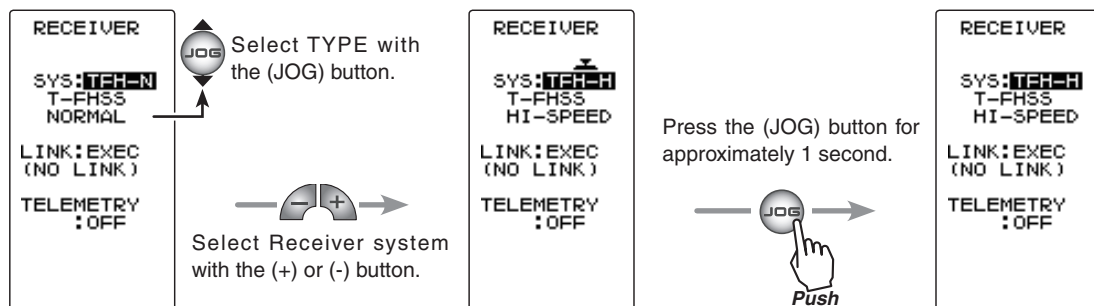 RECEIVER
SYS:TFH-N
T-FHSS
NORMAL
LINK:EXEC
(NO LINK)
TELEMETRY
:OFF
JOG
Select TYPE with
the (JOG) button.
- +
Select Receiver system
with the (+) or (-) button.
RECEIVER
SYS:TFH-H
T-FHSS
HI-SPEED
LINK:EXEC
(NO LINK)
TELEMETRY
:OFF
Press the (JOG) button for
approximately 1 second.
JOG
Push
RECEIVER
SYS:TFH-H
T-FHSS
HI-SPEED
LINK:EXEC
(NO LINK)
TELEMETRY
:OFF